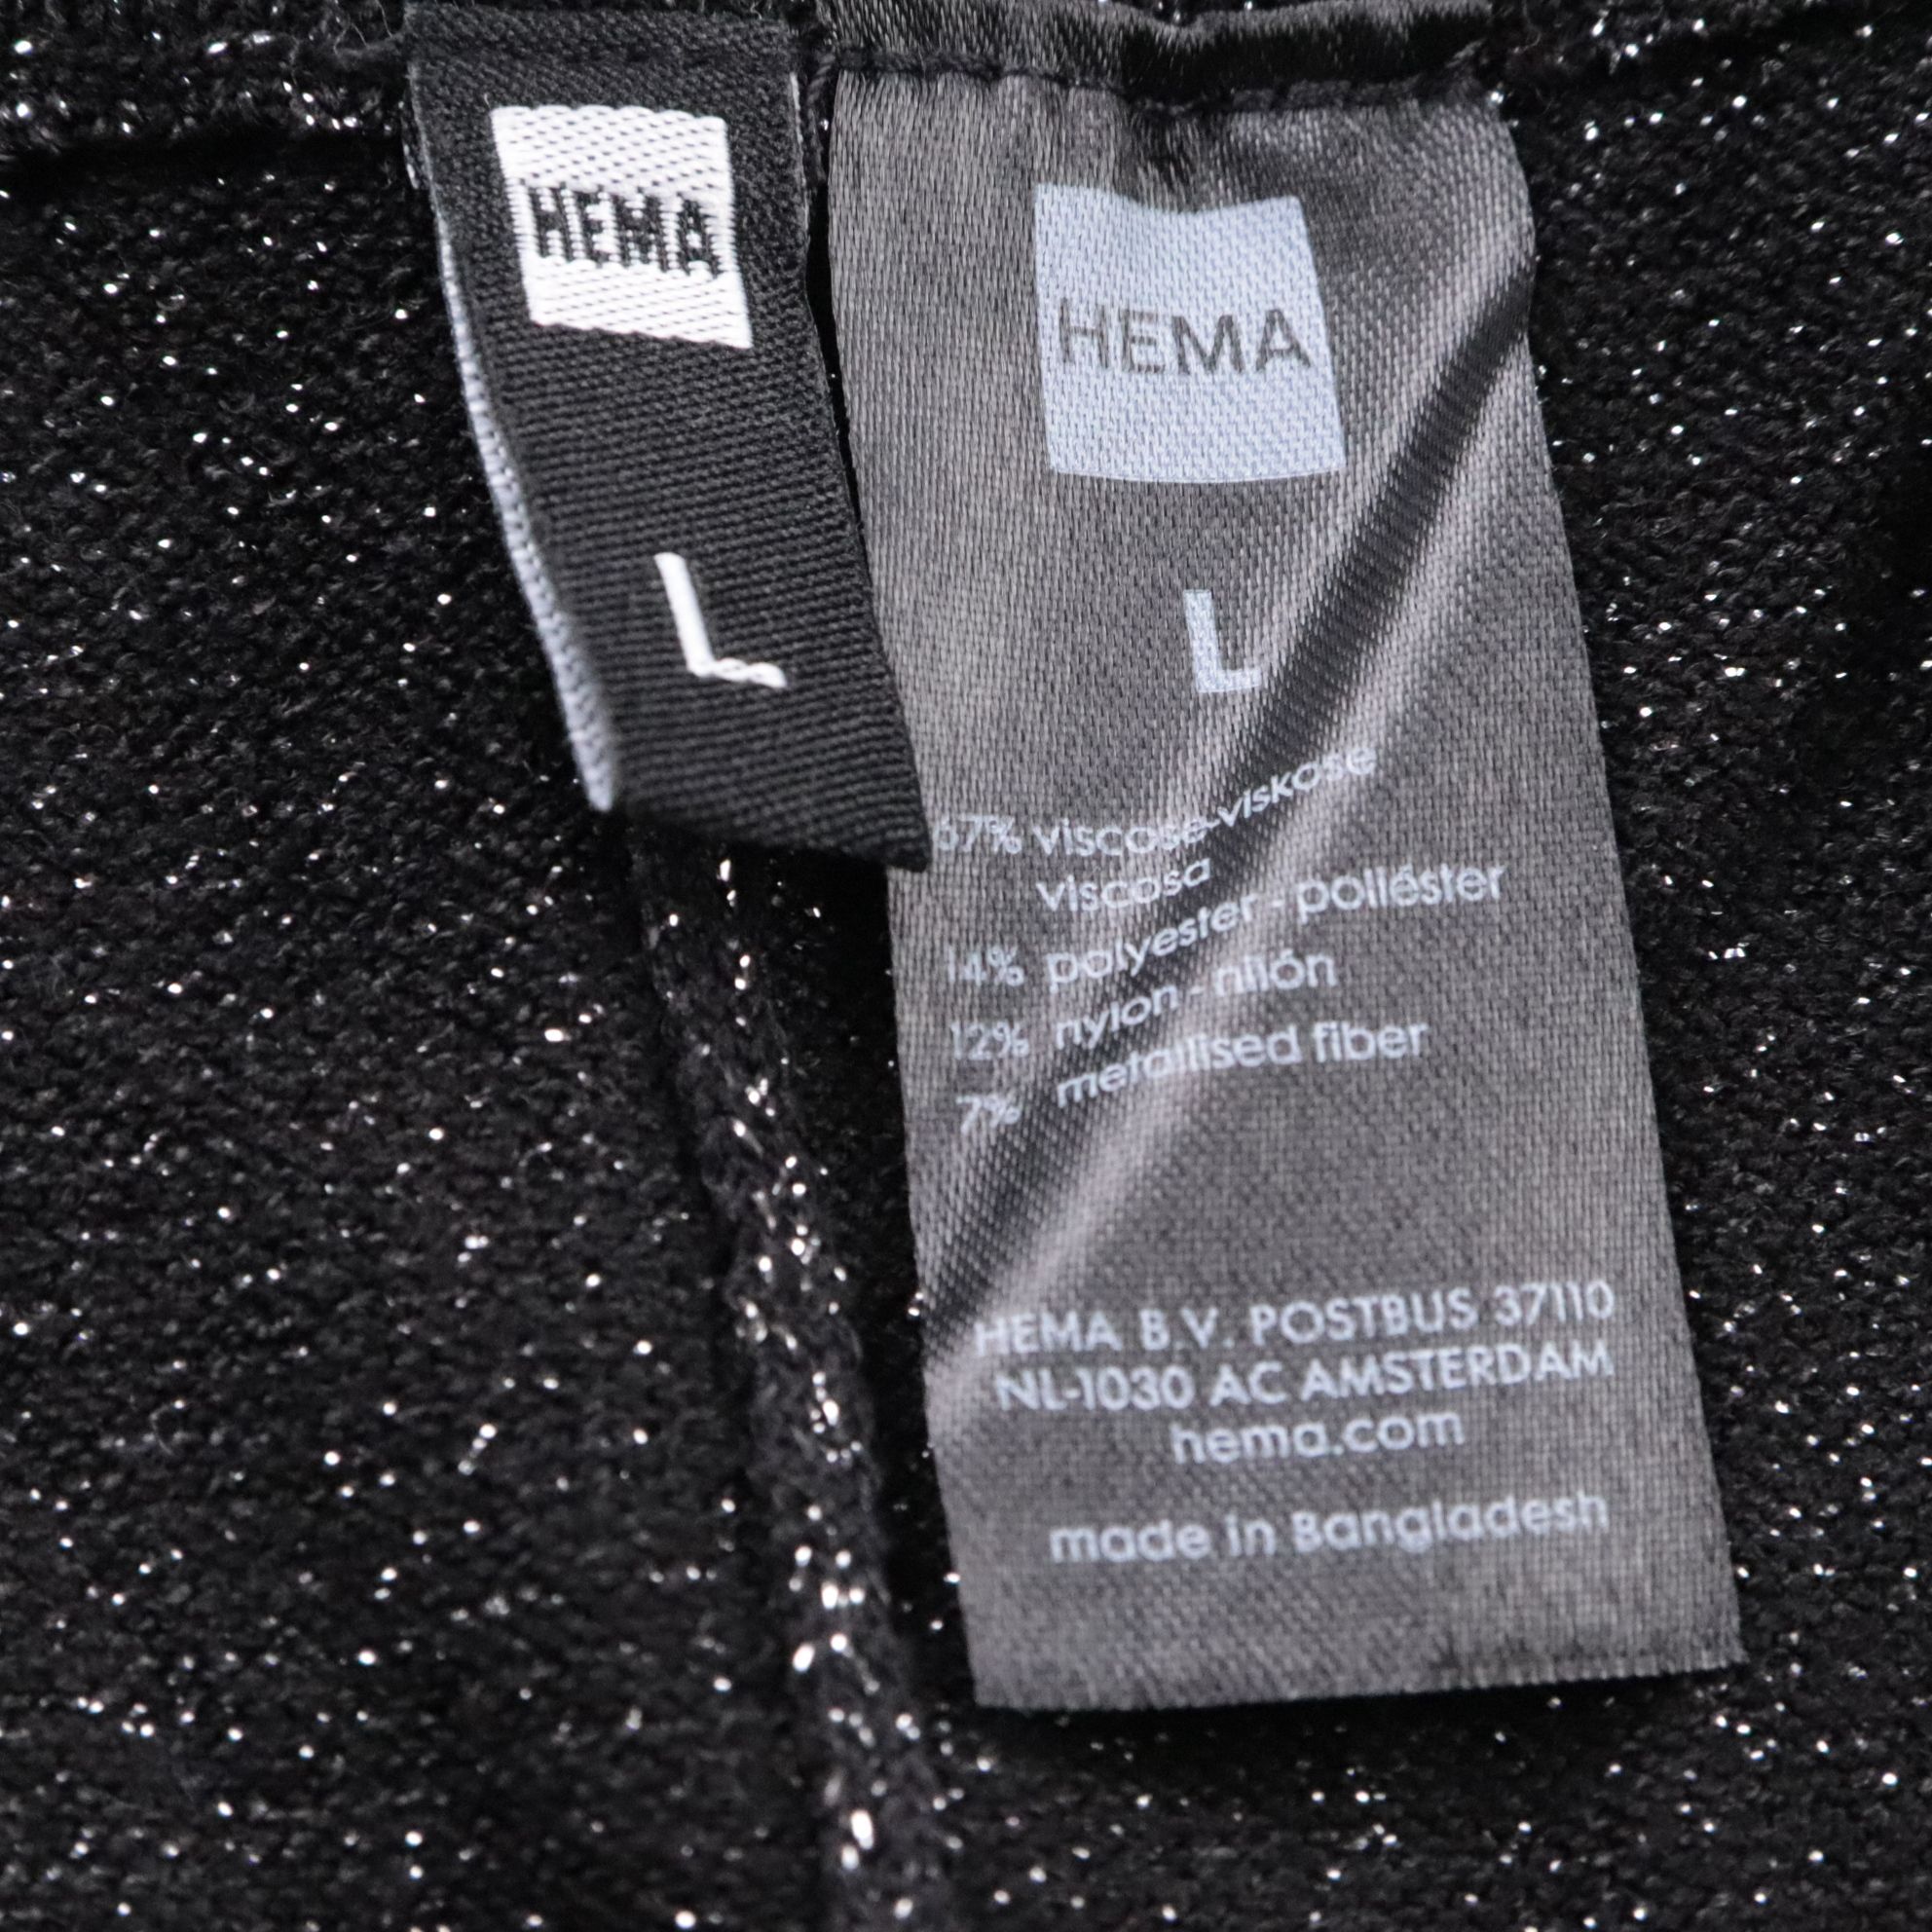 HEMA
L
HEMA
L
67% viscose-viskose
viscosa
14% polyester - poliéster
12% nylon - nilón
7% metallised fiber
HEMA B.V. POSTBUS 37110
NL-1030 AC AMSTERDAM
hema.com
made in Bangladesh